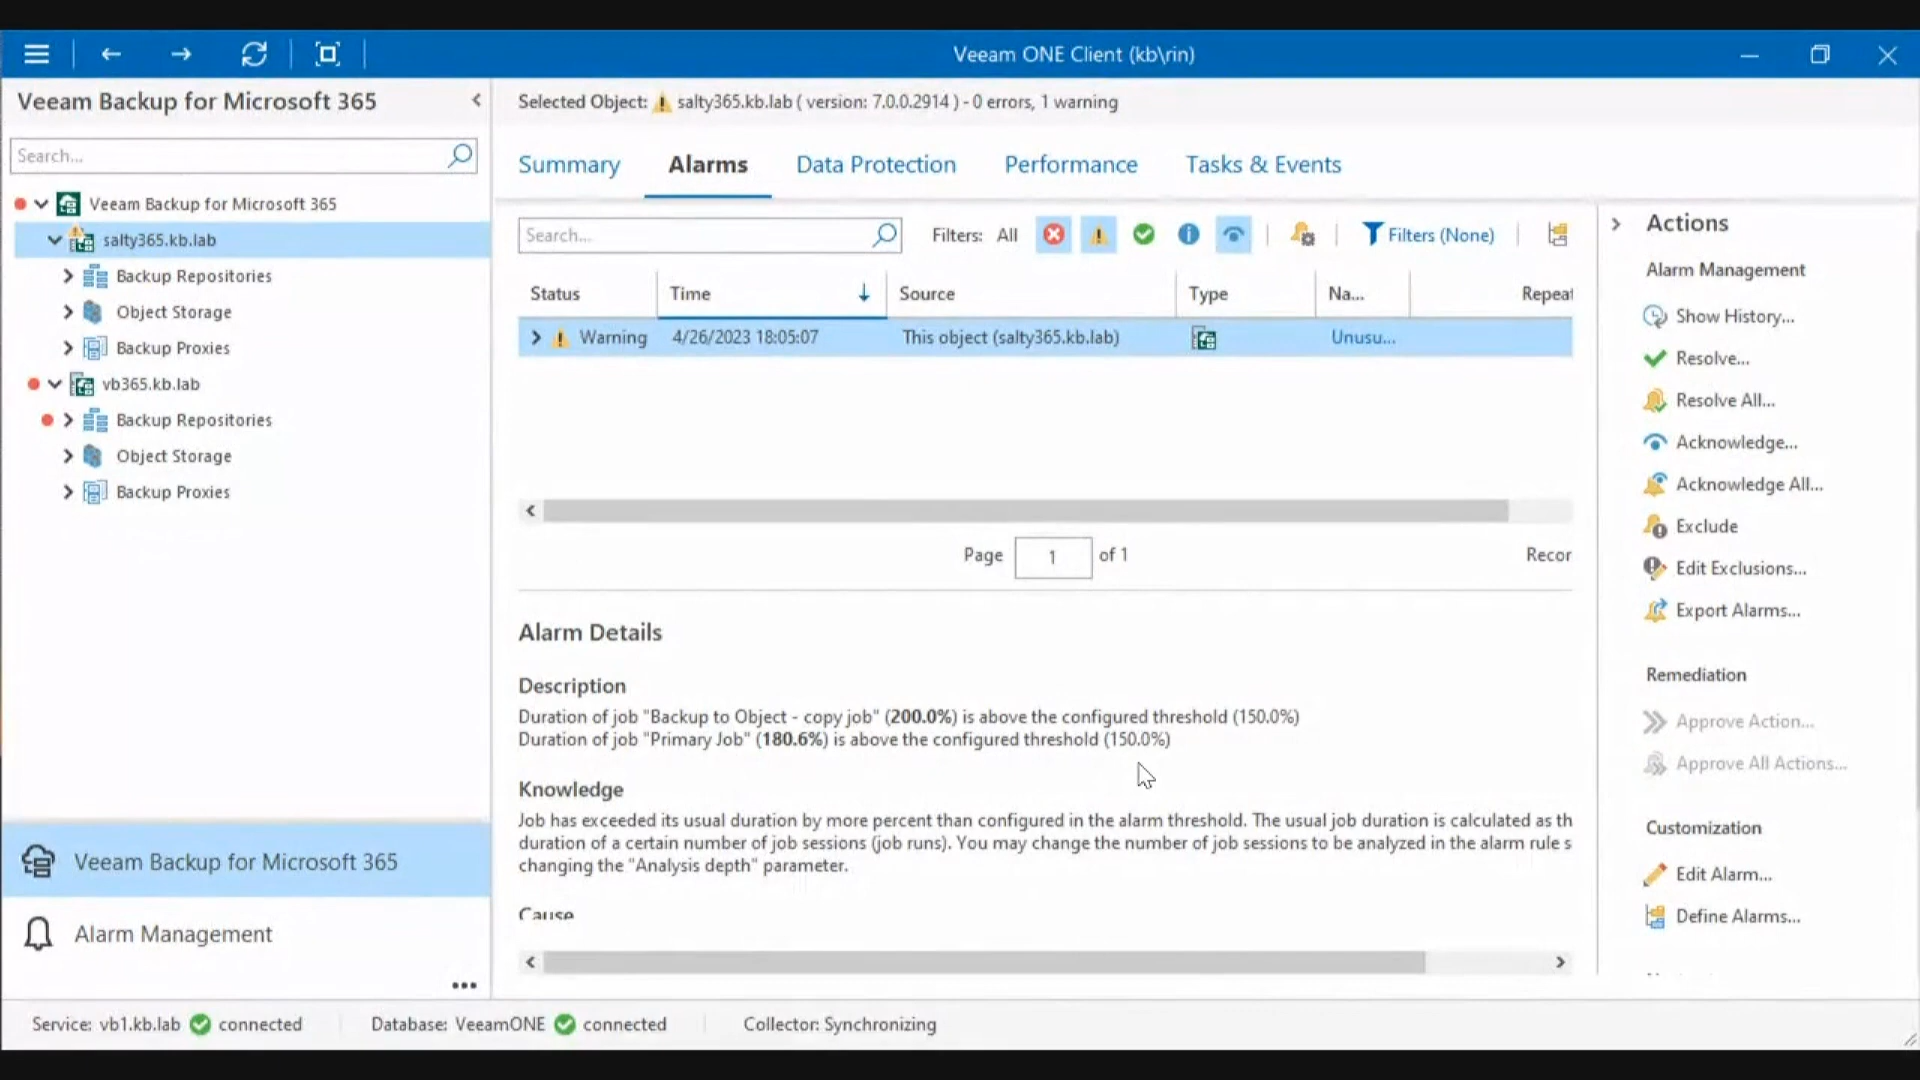 Veeam ONE Client (kb\rin)
Veeam Backup for Microsoft 365
Search...
Veeam Backup for Microsoft 365
salty365.kb.lab
Backup Repositories
Object Storage
Backup Proxies
vb365.kb.lab
Backup Repositories
Object Storage
Backup Proxies
Veeam Backup for Microsoft 365
Alarm Management
Selected Object: salty365.kb.lab ( version: 7.0.0.2914 ) - 0 errors, 1 warning
Summary Alarms Data Protection Performance Tasks & Events
Search... Filters: All Filters (None)
Status Time Source Type Na... Repeat
Warning 4/26/2023 18:05:07 This object (salty365.kb.lab) Unusu...
Page 1 of 1 Recor
Alarm Details
Description
Duration of job "Backup to Object - copy job" (200.0%) is above the configured threshold (150.0%)
Duration of job "Primary Job" (180.6%) is above the configured threshold (150.0%)
Knowledge
Job has exceeded its usual duration by more percent than configured in the alarm threshold. The usual job duration is calculated as th
duration of a certain number of job sessions (job runs). You may change the number of job sessions to be analyzed in the alarm rule s
changing the "Analysis depth" parameter.
Cause
Actions
Alarm Management
Show History...
Resolve...
Resolve All...
Acknowledge...
Acknowledge All...
Exclude
Edit Exclusions...
Export Alarms...
Remediation
Approve Action...
Approve All Actions...
Customization
Edit Alarm...
Define Alarms...
Service: vb1.kb.lab connected Database: VeeamONE connected Collector: Synchronizing